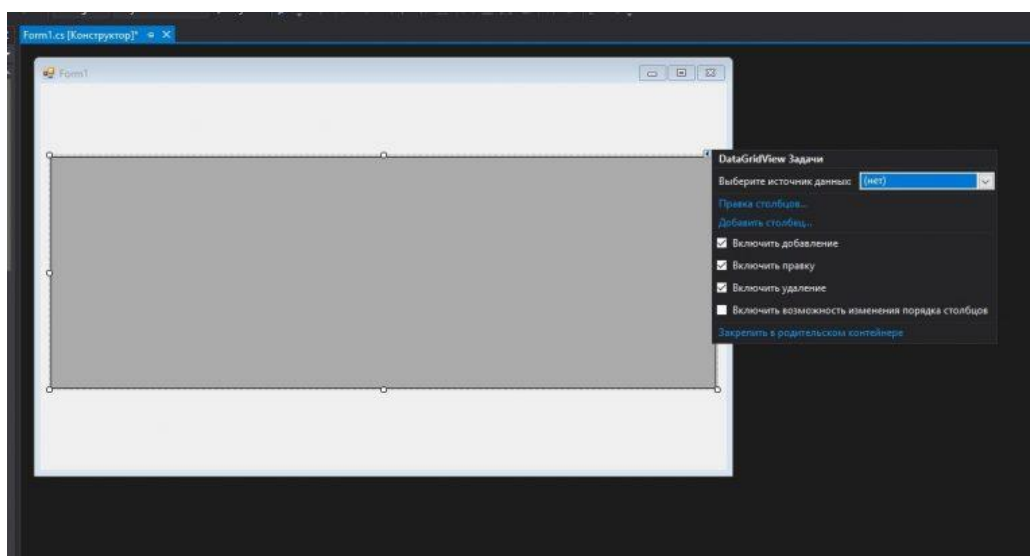 Form1.cs [Конструктор]*
Form1
DataGridView Задачи
Выберите источник данных: (нет)
Правка столбцов...
Добавить столбец...
Включить добавление
Включить правку
Включить удаление
Включить возможность изменения порядка столбцов
Закрепить в родительском контейнере